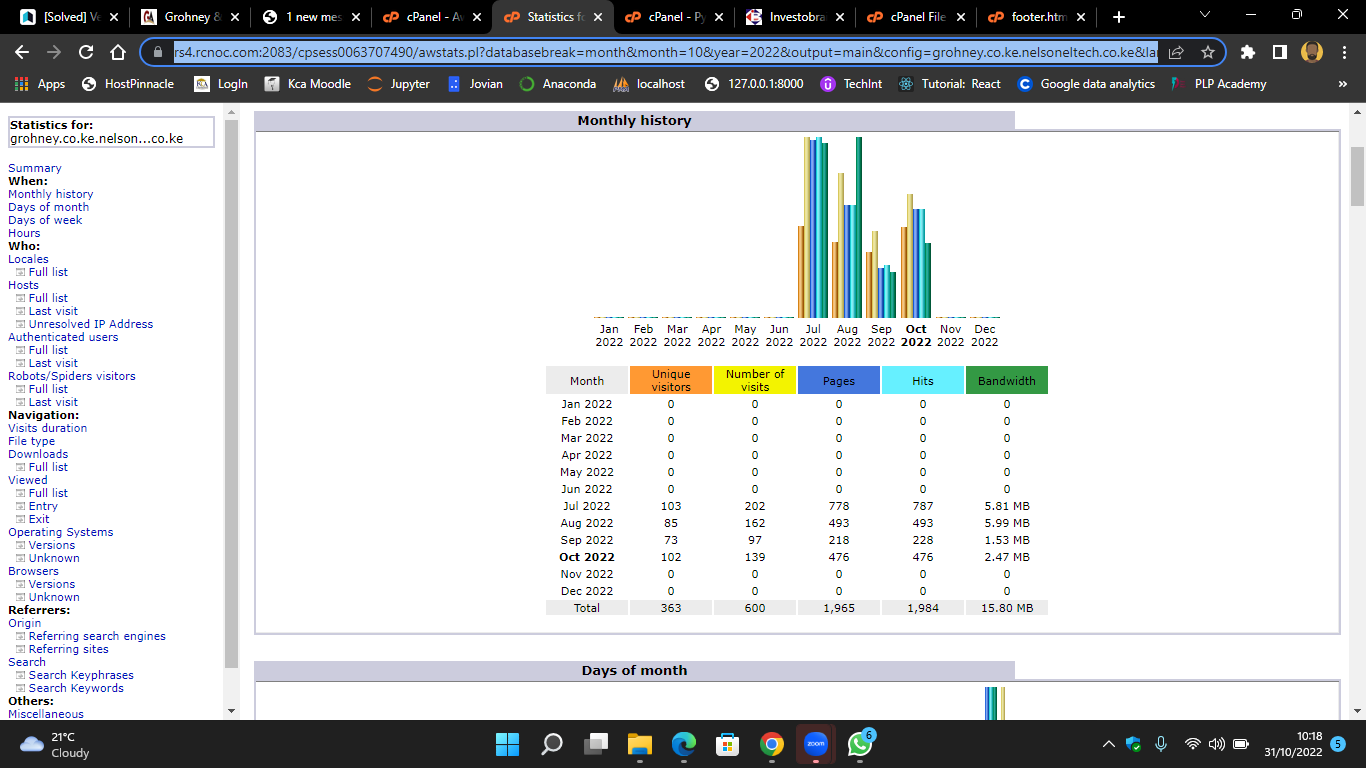 [Solved] Ve
Grohney &
1 new mes
cPanel - Aw
Statistics fo
cPanel - Py
Investobra
cPanel File
footer.htm
rs4.rcnoc.com:2083/cpsess0063707490/awstats.pl?databasebreak=month&month=10&year=2022&output=main&config=grohney.co.ke.nelsoneltech.co.ke&la
Apps
HostPinnacle
LogIn
Kca Moodle
Jupyter
Jovian
Anaconda
localhost
127.0.0.1:8000
TechInt
Tutorial: React
Google data analytics
PLP Academy
»
Statistics for:
grohney.co.ke.nelson...co.ke
Summary
When:
Monthly history
Days of month
Days of week
Hours
Who:
Locales
Full list
Hosts
Full list
Last visit
Unresolved IP Address
Authenticated users
Full list
Last visit
Robots/Spiders visitors
Full list
Last visit
Navigation:
Visits duration
File type
Downloads
Full list
Viewed
Full list
Entry
Exit
Operating Systems
Versions
Unknown
Browsers
Versions
Unknown
Referrers:
Origin
Referring search engines
Referring sites
Search
Search Keyphrases
Search Keywords
Others:
Miscellaneous
Monthly history
Jan Feb Mar Apr May Jun Jul Aug Sep Oct Nov Dec
2022 2022 2022 2022 2022 2022 2022 2022 2022 2022 2022 2022
Month Unique visitors Number of visits Pages Hits Bandwidth
Jan 2022 0 0 0 0 0
Feb 2022 0 0 0 0 0
Mar 2022 0 0 0 0 0
Apr 2022 0 0 0 0 0
May 2022 0 0 0 0 0
Jun 2022 0 0 0 0 0
Jul 2022 103 202 778 787 5.81 MB
Aug 2022 85 162 493 493 5.99 MB
Sep 2022 73 97 218 228 1.53 MB
Oct 2022 102 139 476 476 2.47 MB
Nov 2022 0 0 0 0 0
Dec 2022 0 0 0 0 0
Total 363 600 1,965 1,984 15.80 MB
Days of month
21°C
Cloudy
zoom
6
10:18
31/10/2022
5